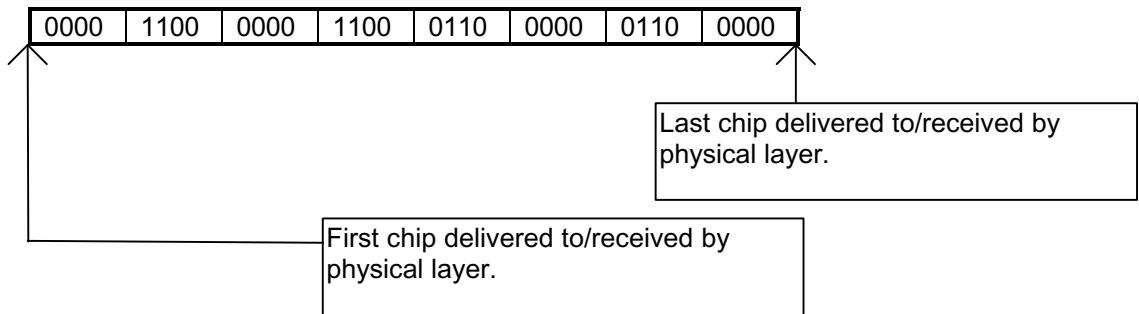 0000 1100 0000 1100 0110 0000 0110 0000
Last chip delivered to/received by
physical layer.
First chip delivered to/received by
physical layer.